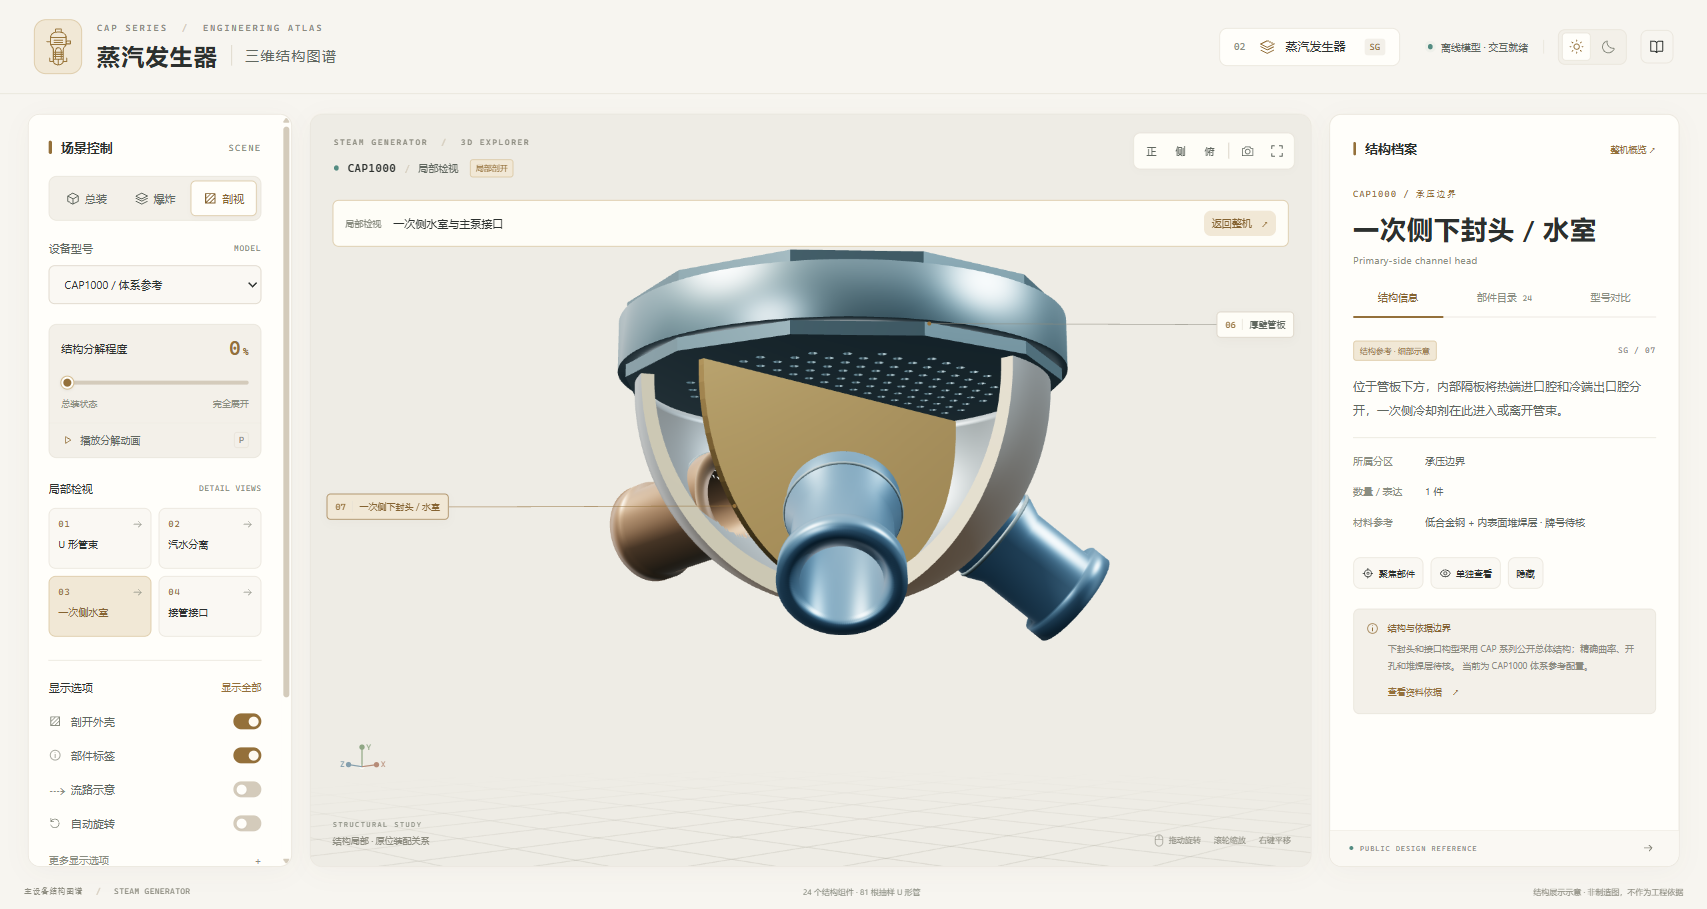 CAP SERIES / ENGINEERING ATLAS
蒸汽发生器 三维结构图谱
02 蒸汽发生器 SG
离线模型 · 交互就绪
场景控制 SCENE
总装 爆炸 剖视
设备型号 MODEL
CAP1000 / 体系参考
结构分解程度 0 %
总装状态 完全展开
播放分解动画 P
局部检视 DETAIL VIEWS
01 → 02 →
U 形管束 汽水分离
03 → 04 →
一次侧水室 接管接口
显示选项 显示全部
剖开外壳
部件标签
流路示意
自动旋转
更多显示选项 +
STEAM GENERATOR / 3D EXPLORER
CAP1000 / 局部检视 局部剖开
正 侧 俯
局部检视 一次侧水室与主泵接口 返回整机 ↗
06 厚壁管板
07 一次侧下封头 / 水室
Y
Z X
STRUCTURAL STUDY
结构局部 · 原位装配关系
拖动旋转 滚轮缩放 右键平移
结构档案 整机概览 ↗
CAP1000 / 承压边界
一次侧下封头 / 水室
Primary-side channel head
结构信息 部件目录 24 型号对比
结构参考 · 细部示意 SG / 07
位于管板下方，内部隔板将热端进口腔和冷端出口腔分
开，一次侧冷却剂在此进入或离开管束。
所属分区 承压边界
数量 / 表达 1 件
材料参考 低合金钢 + 内表面堆焊层 · 牌号待核
聚焦部件 单独查看 隐藏
结构与依据边界
下封头和接口构型采用 CAP 系列公开总体结构；精确曲率、开
孔和堆焊层待核。 当前为 CAP1000 体系参考配置。
查看资料依据 ↗
PUBLIC DESIGN REFERENCE →
主设备结构图谱 / STEAM GENERATOR
24 个结构组件 · 81 根抽样 U 形管
结构展示示意 · 非制造图，不作为工程依据